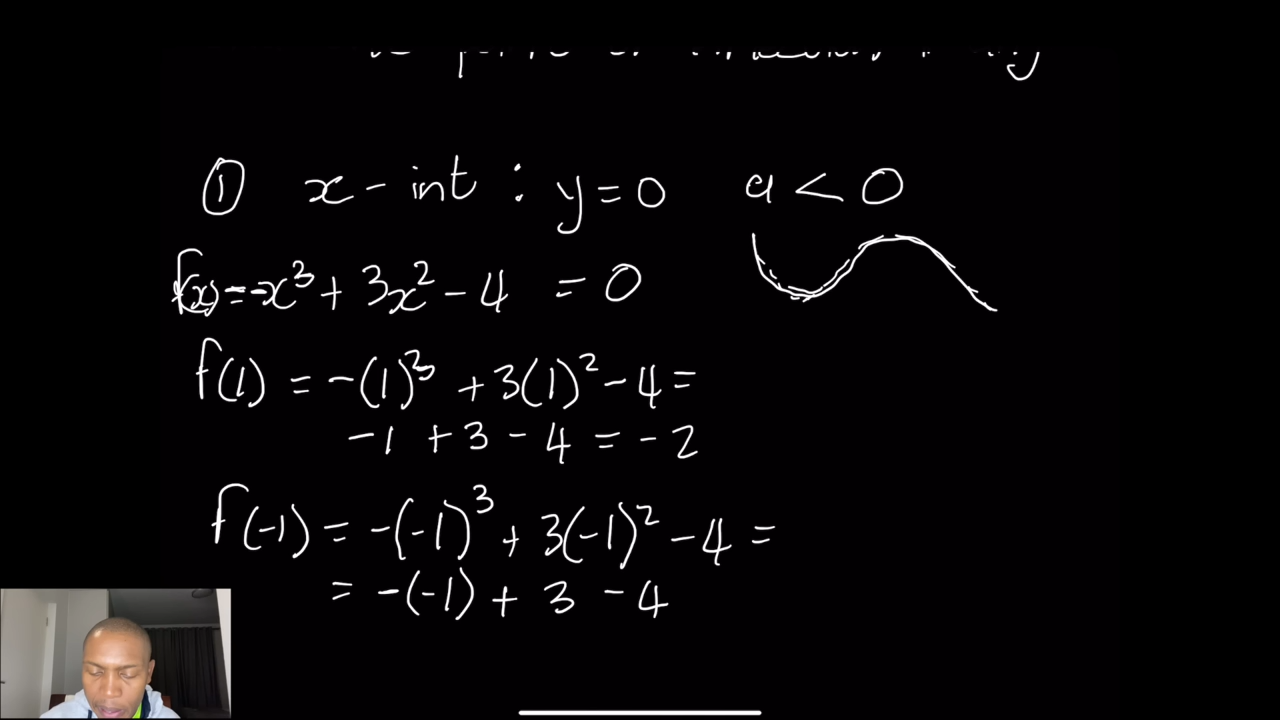 ① x - int : y = 0 a < 0
f(x) = -x³ + 3x² - 4 = 0
f(1) = -(1)³ + 3(1)² - 4 =
-1 + 3 - 4 = -2
f(-1) = -(-1)³ + 3(-1)² - 4 =
= -(-1) + 3 - 4